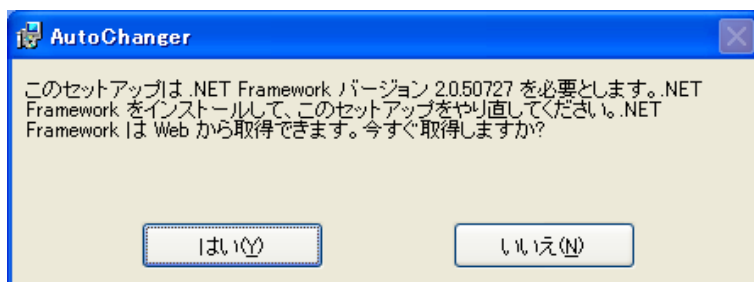 AutoChanger
このセットアップは .NET Framework バージョン 2.0.50727 を必要とします。.NET
Framework をインストールして、このセットアップをやり直してください。.NET
Framework は Web から取得できます。今すぐ取得しますか?
はい(Y) いいえ(N)